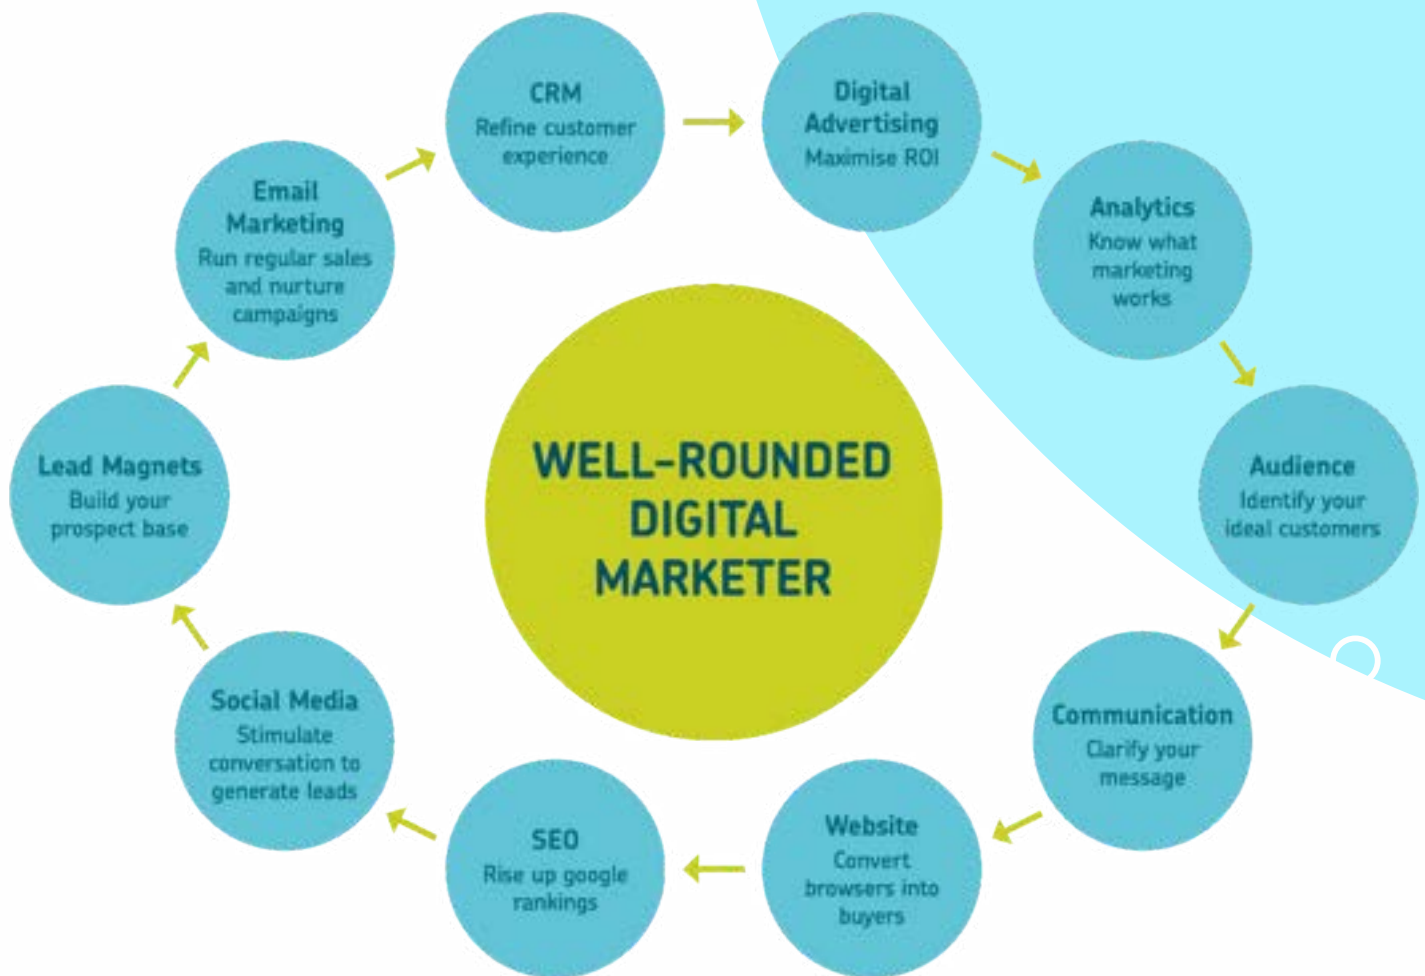 CRM
Refine customer
experience
Digital
Advertising
Maximise ROI
Analytics
Know what
marketing
works
Audience
Identify your
ideal customers
Communication
Clarify your
message
Website
Convert
browsers into
buyers
SEO
Rise up google
rankings
Social Media
Stimulate
conversation to
generate leads
Lead Magnets
Build your
prospect base
Email
Marketing
Run regular sales
and nurture
campaigns
WELL-ROUNDED
DIGITAL
MARKETER